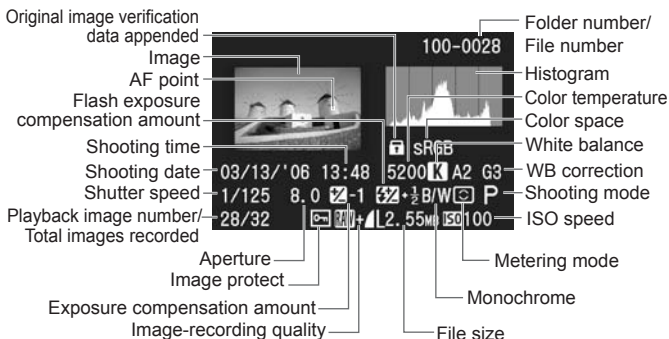 Original image verification
data appended
Image
AF point
Flash exposure
compensation amount
Shooting time
Shooting date
Shutter speed
Playback image number/
Total images recorded
Aperture
Image protect
Exposure compensation amount
Image-recording quality
100-0028
sRGB
03/13/'06 13:48 5200 K A2 G3
1/125 8.0 -1 +½ B/W P
28/32 RAW+ L 2.55MB ISO 100
Folder number/
File number
Histogram
Color temperature
Color space
White balance
WB correction
Shooting mode
ISO speed
Metering mode
Monochrome
File size